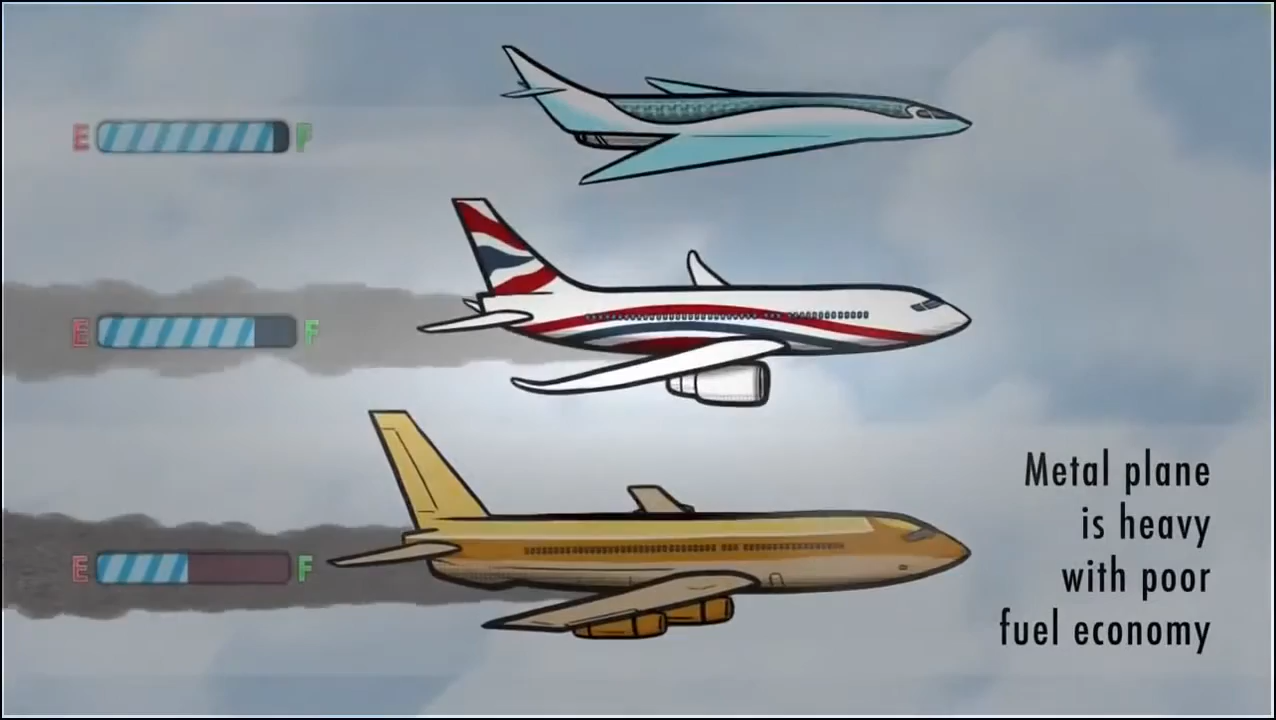 E F
E F
Metal plane
is heavy
with poor
E F
fuel economy